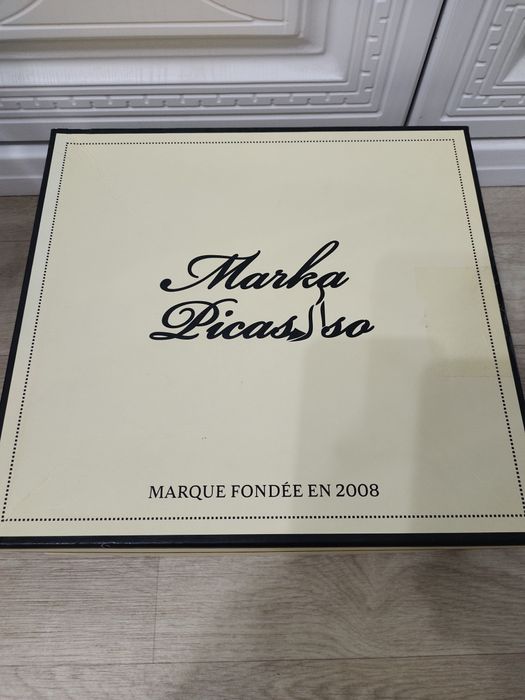 Marka
Picasso
MARQUE FONDÉE EN 2008